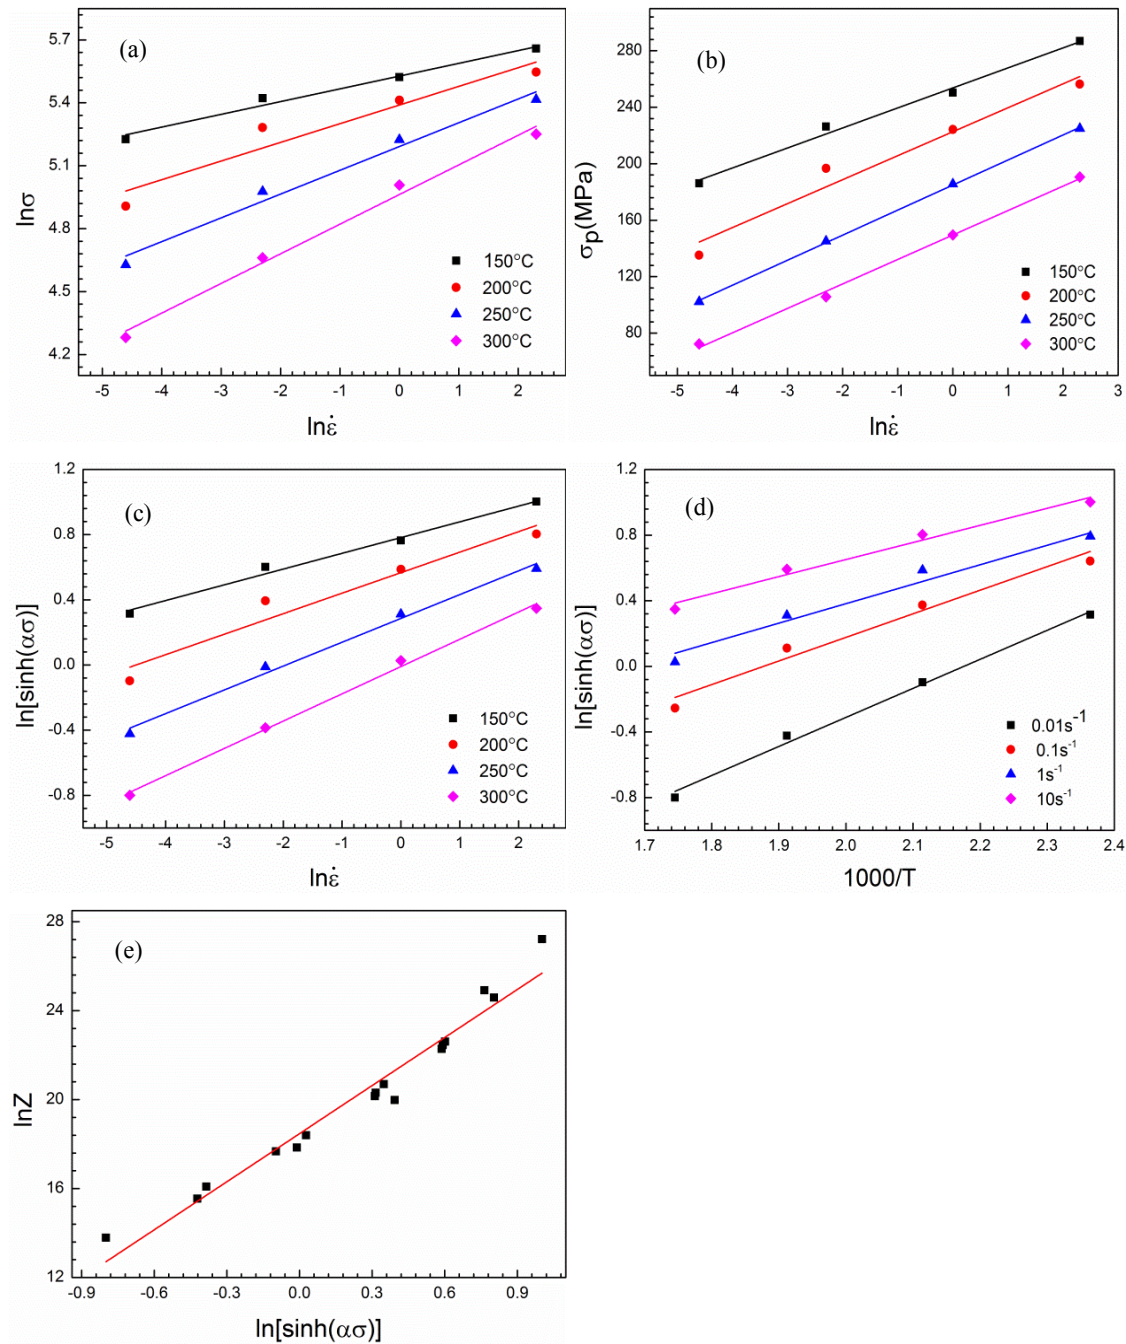 (a)
lnσ
5.7
5.4
5.1
4.8
4.5
4.2
150°C
200°C
250°C
300°C
-5 -4 -3 -2 -1 0 1 2
lnε̇
(b)
σp(MPa)
280
240
200
160
120
80
150°C
200°C
250°C
300°C
-5 -4 -3 -2 -1 0 1 2 3
lnε̇
(c)
ln[sinh(ασ)]
1.2
0.8
0.4
0.0
-0.4
-0.8
150°C
200°C
250°C
300°C
-5 -4 -3 -2 -1 0 1 2
lnε̇
(d)
ln[sinh(ασ)]
1.2
0.8
0.4
0.0
-0.4
-0.8
0.01s⁻¹
0.1s⁻¹
1s⁻¹
10s⁻¹
1.7 1.8 1.9 2.0 2.1 2.2 2.3 2.4
1000/T
(e)
lnZ
28
24
20
16
12
-0.9 -0.6 -0.3 0.0 0.3 0.6 0.9
ln[sinh(ασ)]